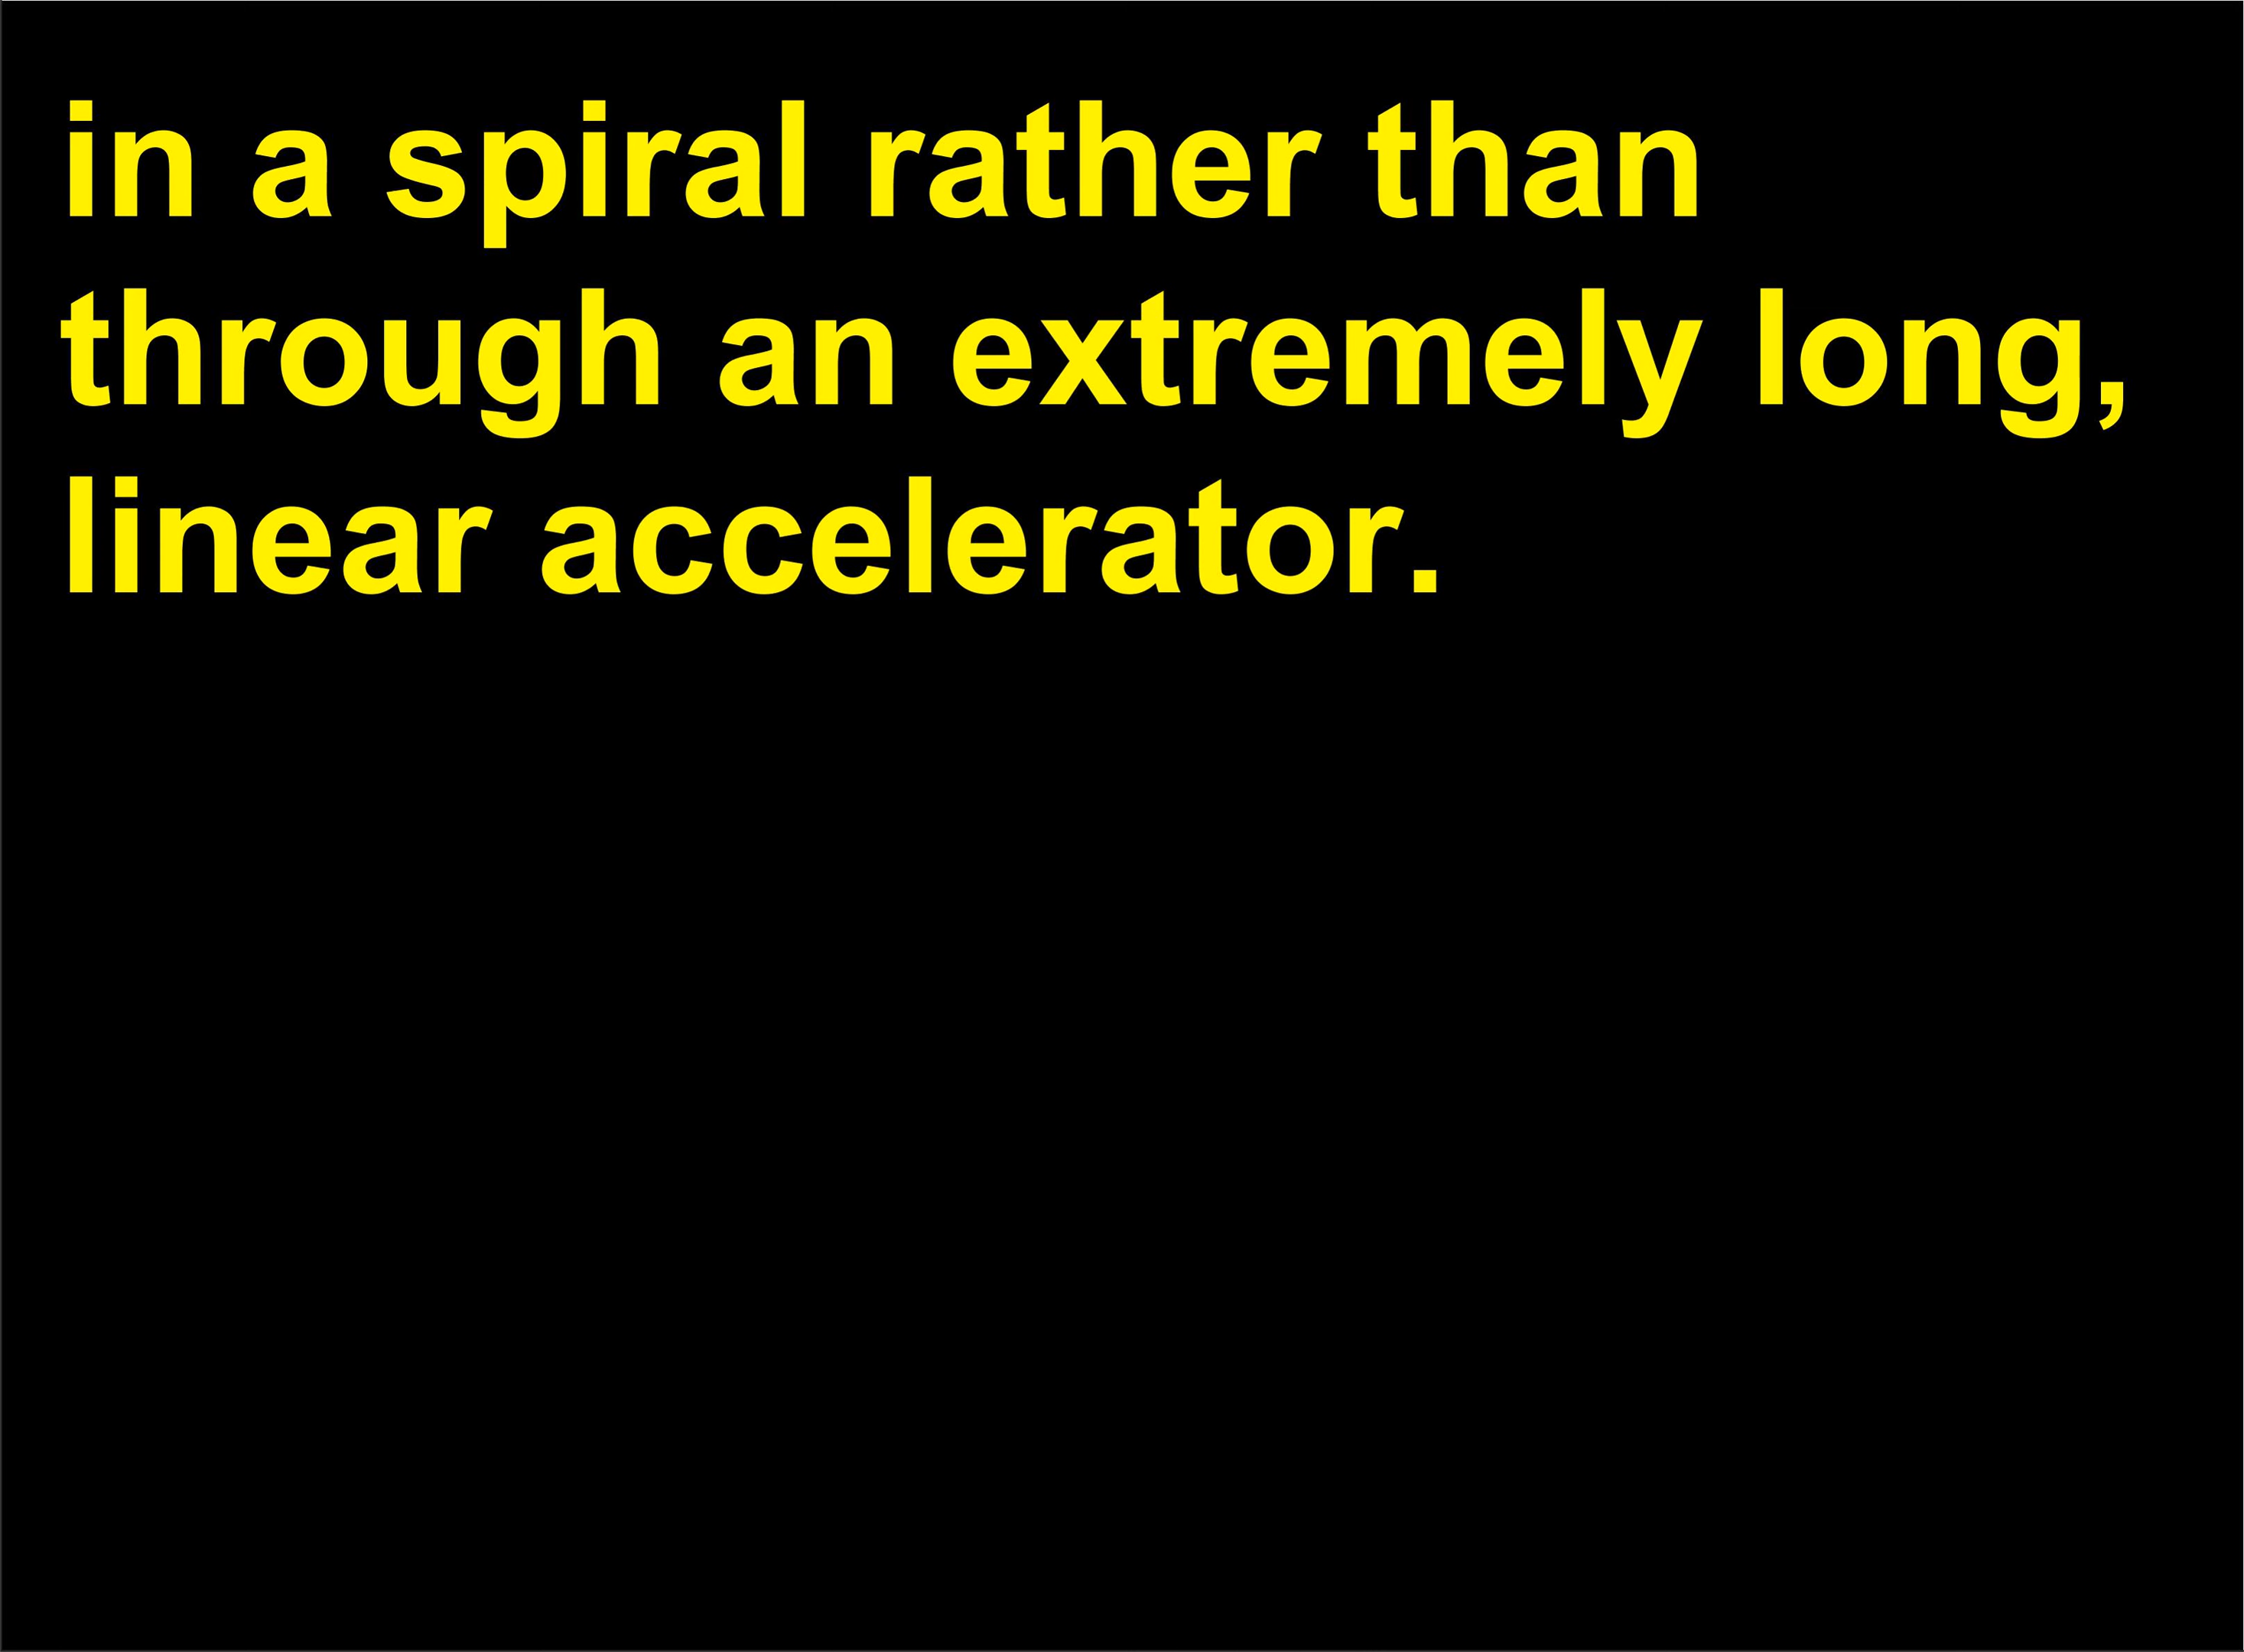 in a spiral rather than
through an extremely long,
linear accelerator.